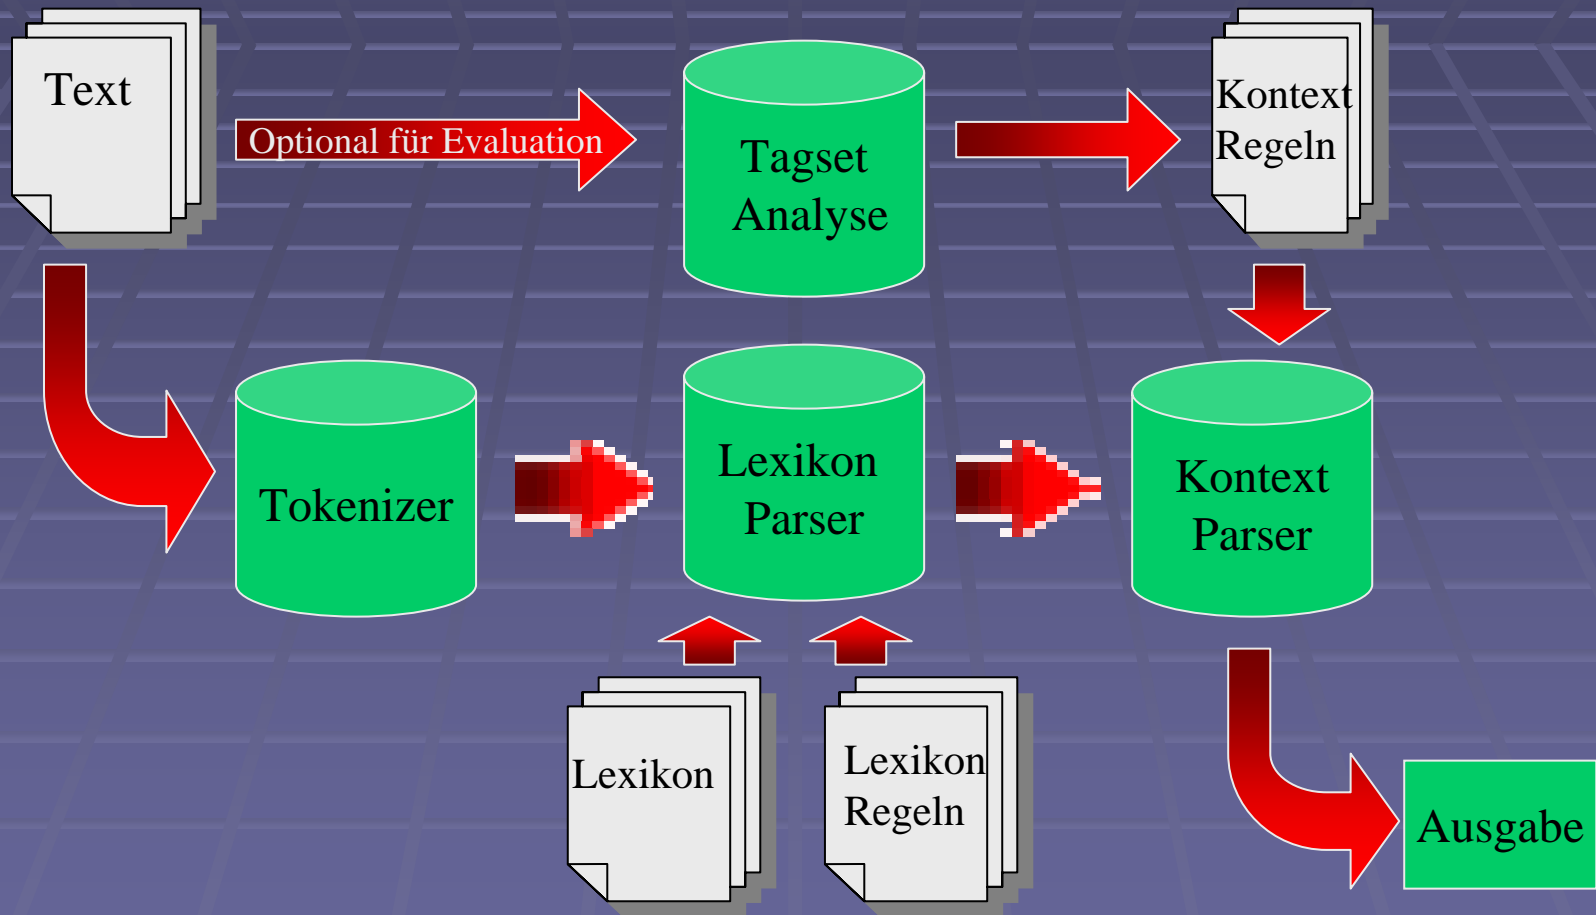 Text
Optional für Evaluation
Tagset
Analyse
Kontext
Regeln
Tokenizer
Lexikon
Parser
Kontext
Parser
Lexikon
Lexikon
Regeln
Ausgabe